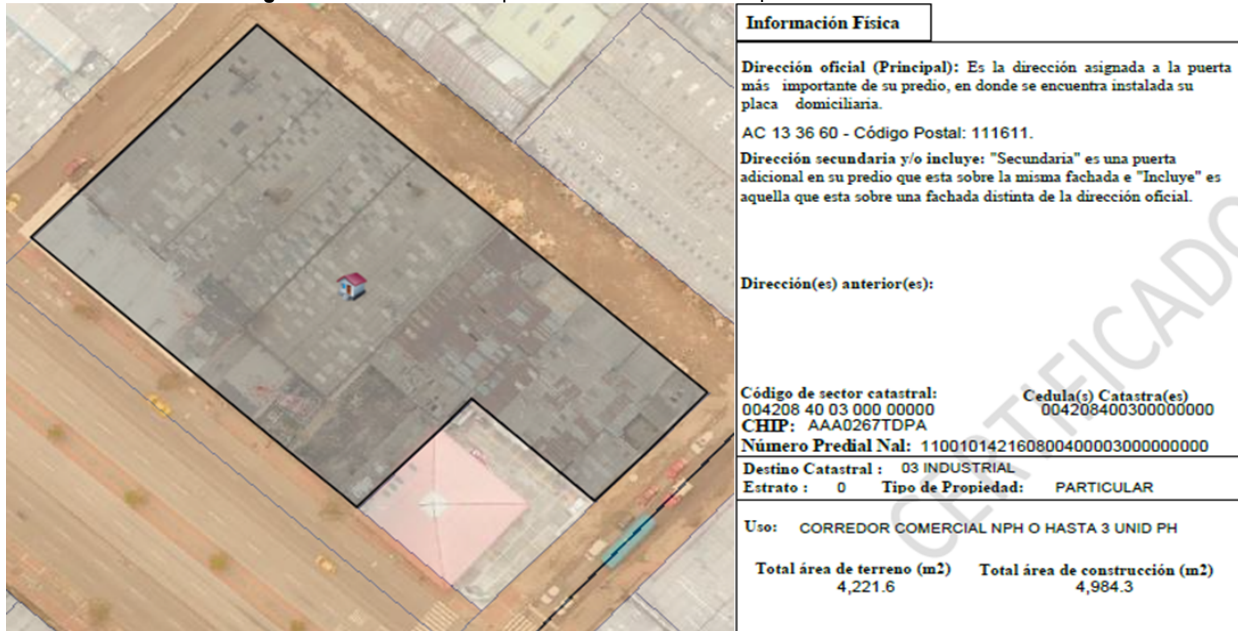 Información Física
Dirección oficial (Principal): Es la dirección asignada a la puerta
más importante de su predio, en donde se encuentra instalada su
placa domiciliaria.
AC 13 36 60 - Código Postal: 111611.
Dirección secundaria y/o incluye: "Secundaria" es una puerta
adicional en su predio que esta sobre la misma fachada e "Incluye" es
aquella que esta sobre una fachada distinta de la dirección oficial.
Dirección(es) anterior(es):
Código de sector catastral:
004208 40 03 000 00000
Cedula(s) Catastra(es)
004208400300000000
CHIP: AAA0267TDPA
Número Predial Nal: 110010142160800400003000000000
Destino Catastral : 03 INDUSTRIAL
Estrato : 0 Tipo de Propiedad: PARTICULAR
Uso: CORREDOR COMERCIAL NPH O HASTA 3 UNID PH
Total área de terreno (m2)
4,221.6
Total área de construcción (m2)
4,984.3
CERTIFICADO